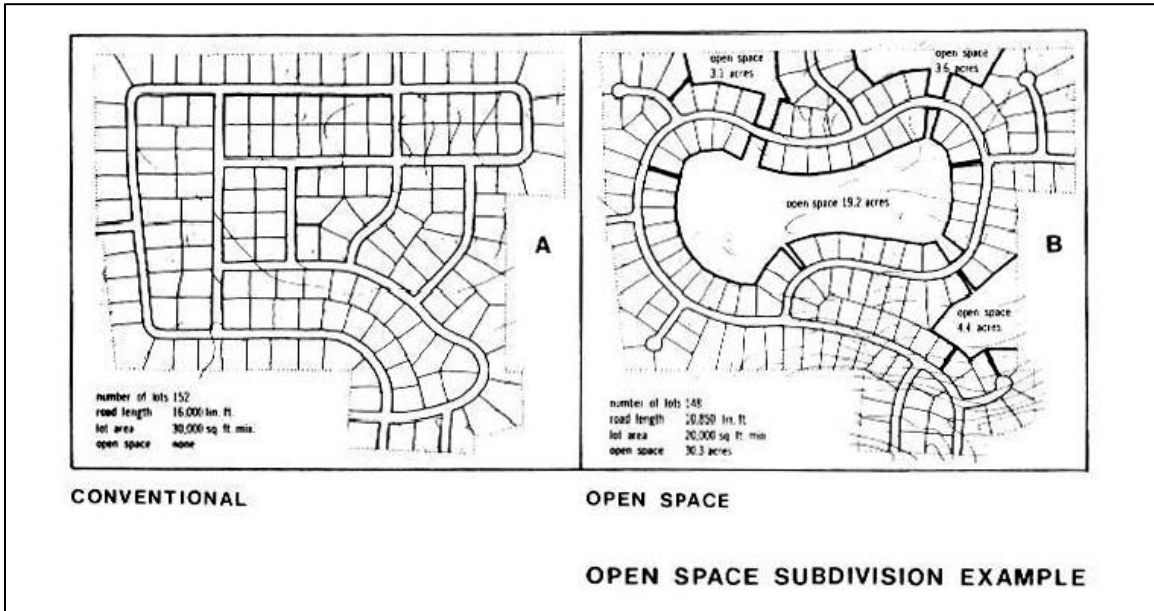 A
number of lots 152
road length 16,000 lin. ft.
lot area 30,000 sq ft. min.
open space none
open space
3.1 acres
open space
3.6 acres
open space 19.2 acres
B
open space
4.4 acres
number of lots 148
road length 10,850 lin. ft
lot area 20,000 sq ft. min
open space 30.3 acres
CONVENTIONAL
OPEN SPACE
OPEN SPACE SUBDIVISION EXAMPLE